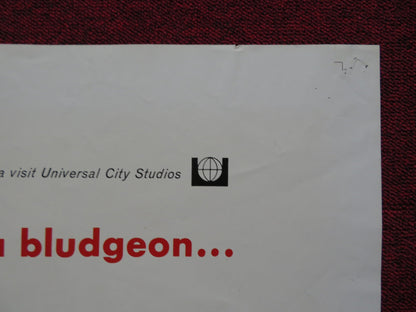 a visit Universal City Studios
a bludgeon...